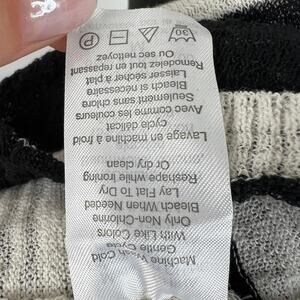 Machine Wash Cold
Gentle Cycle
With Like Colors
Only Non-Chlorine
Bleach When Needed
Lay Flat To Dry
Reshape while Ironing
Or dry clean
Lavage en machine à froid
cycle délicat
Avec comme les couleurs
Seulement sans chlore
Bleach si nécessaire
Laisser sécher à plat
Remodelez tout en repassant
Ou sec nettoyez
30 P